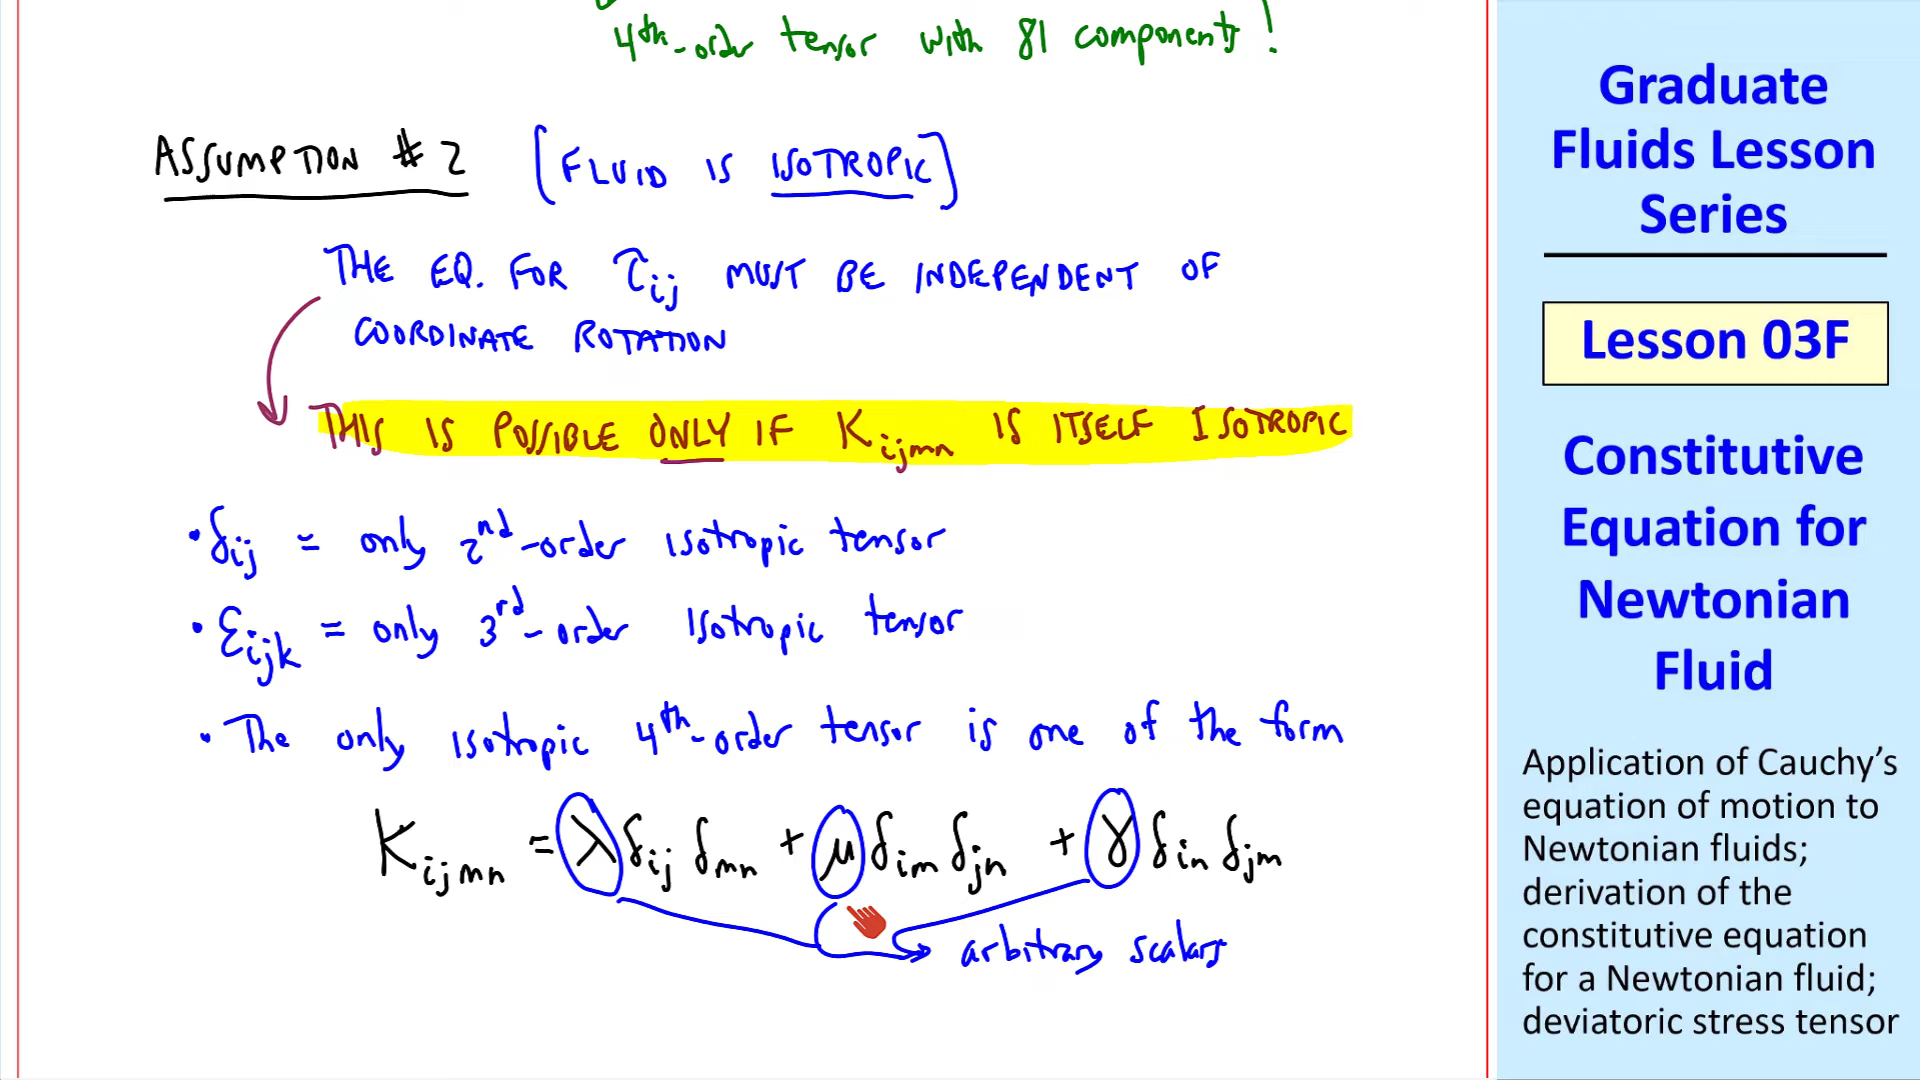 4th-order tensor with 81 components!
ASSUMPTION #2 [FLUID IS ISOTROPIC]
THE EQ. FOR τij MUST BE INDEPENDENT OF
COORDINATE ROTATION
THIS IS POSSIBLE ONLY IF Kijmn IS ITSELF ISOTROPIC
• δij = only 2nd-order isotropic tensor
• εijk = only 3rd-order isotropic tensor
• The only isotropic 4th-order tensor is one of the form
Kijmn = λ δij δmn + μ δim δjn + γ δin δjm
arbitrary scalars
Graduate
Fluids Lesson
Series
Lesson 03F
Constitutive
Equation for
Newtonian
Fluid
Application of Cauchy’s
equation of motion to
Newtonian fluids;
derivation of the
constitutive equation
for a Newtonian fluid;
deviatoric stress tensor